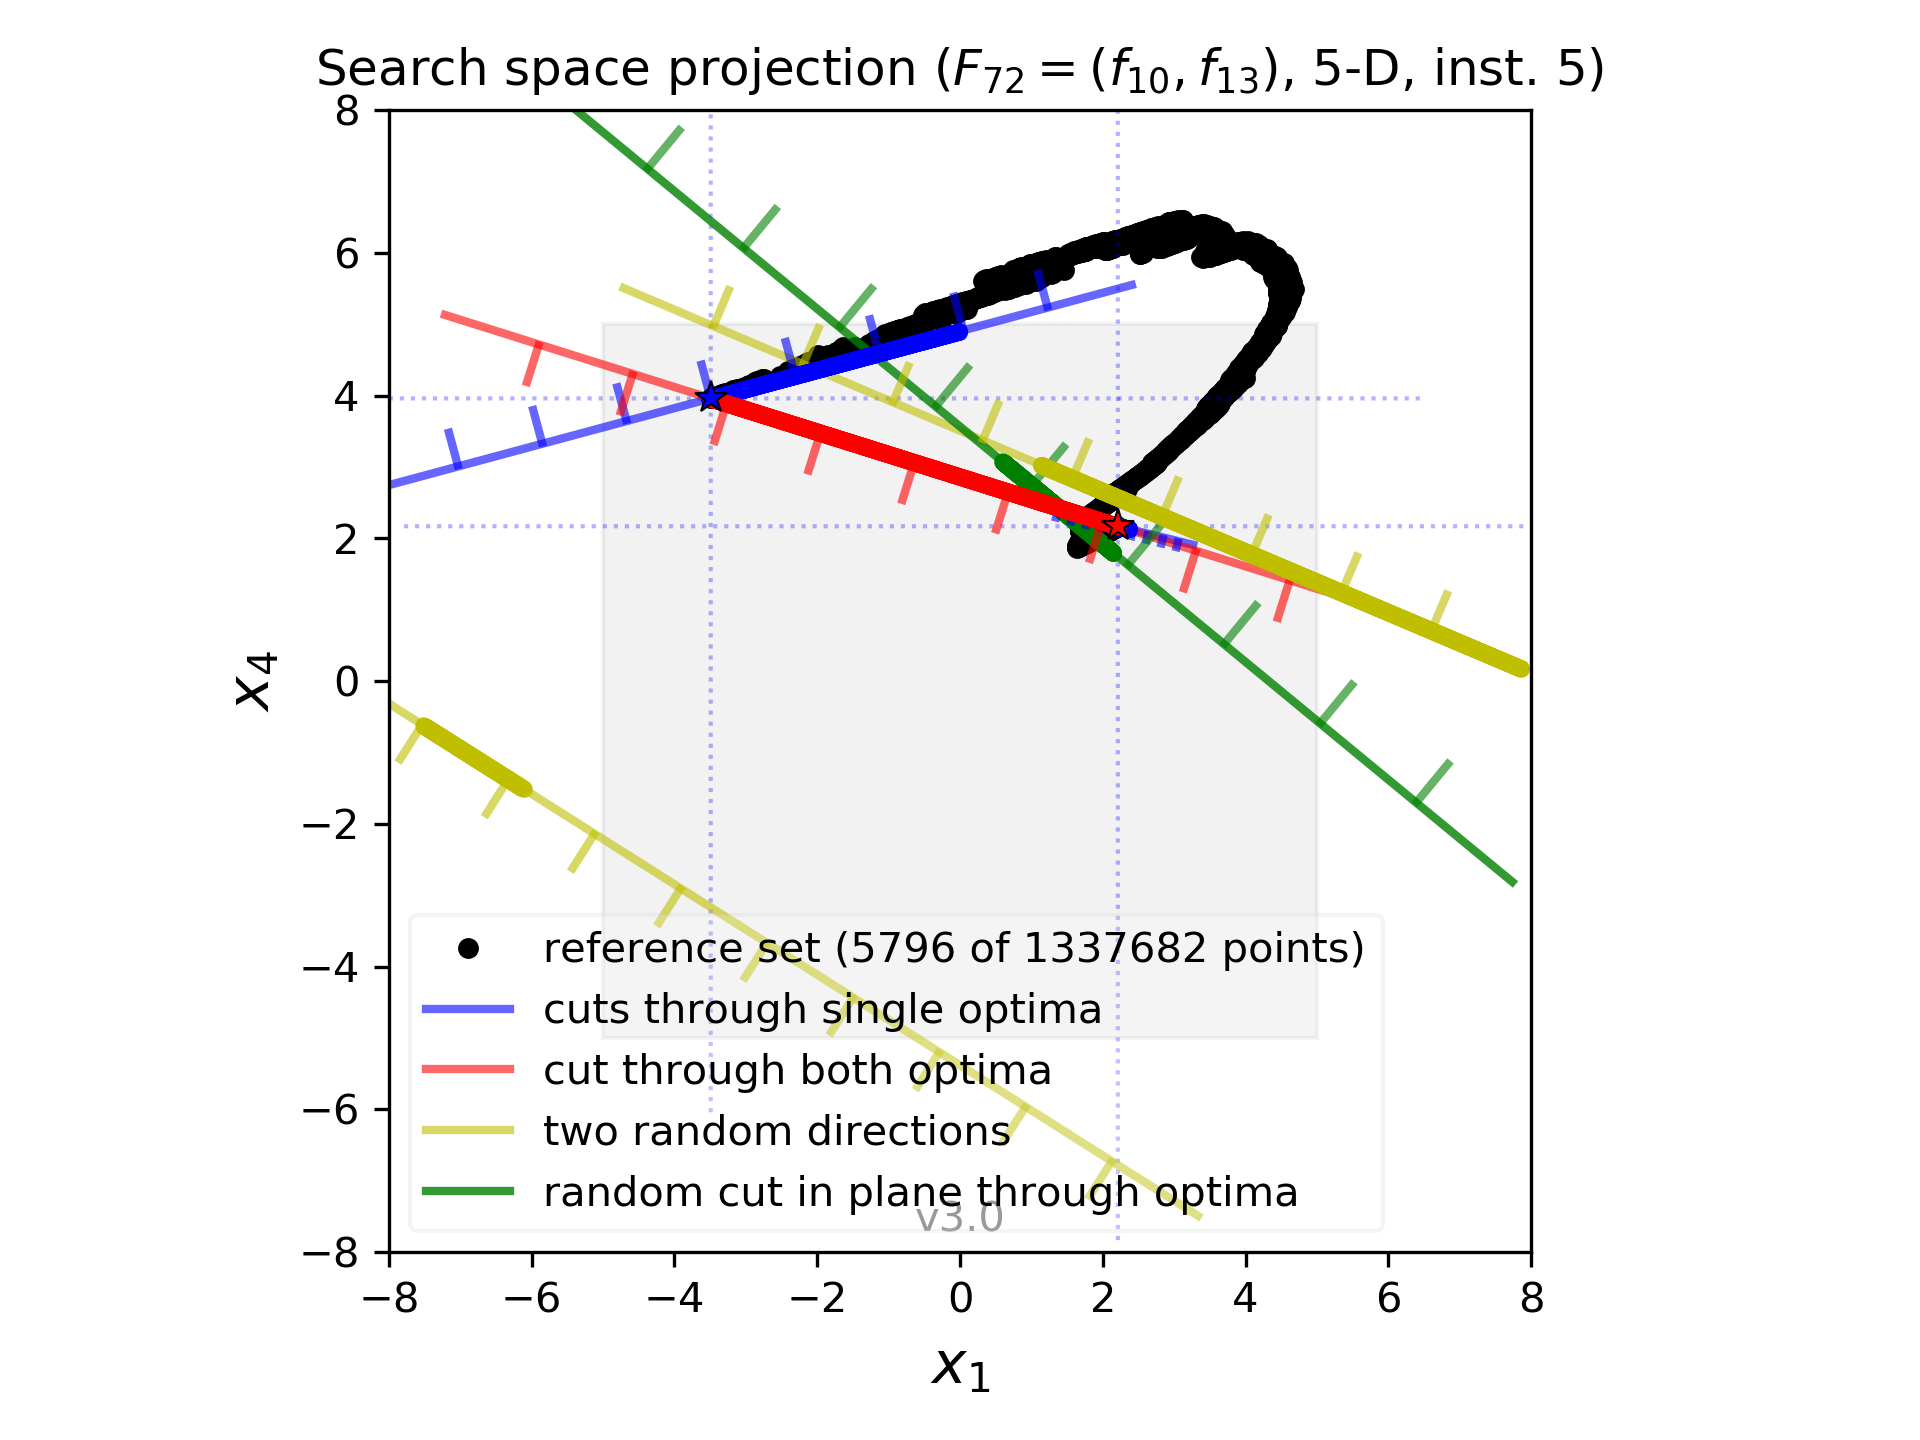 Search space projection (F₇₂ = (f₁₀, f₁₃), 5-D, inst. 5)
8
6
4
2
0
−2
−4
−6
−8
x₄
reference set (5796 of 1337682 points)
cuts through single optima
cut through both optima
two random directions
random cut in plane through optima
v3.0
−8 −6 −4 −2 0 2 4 6 8
x₁